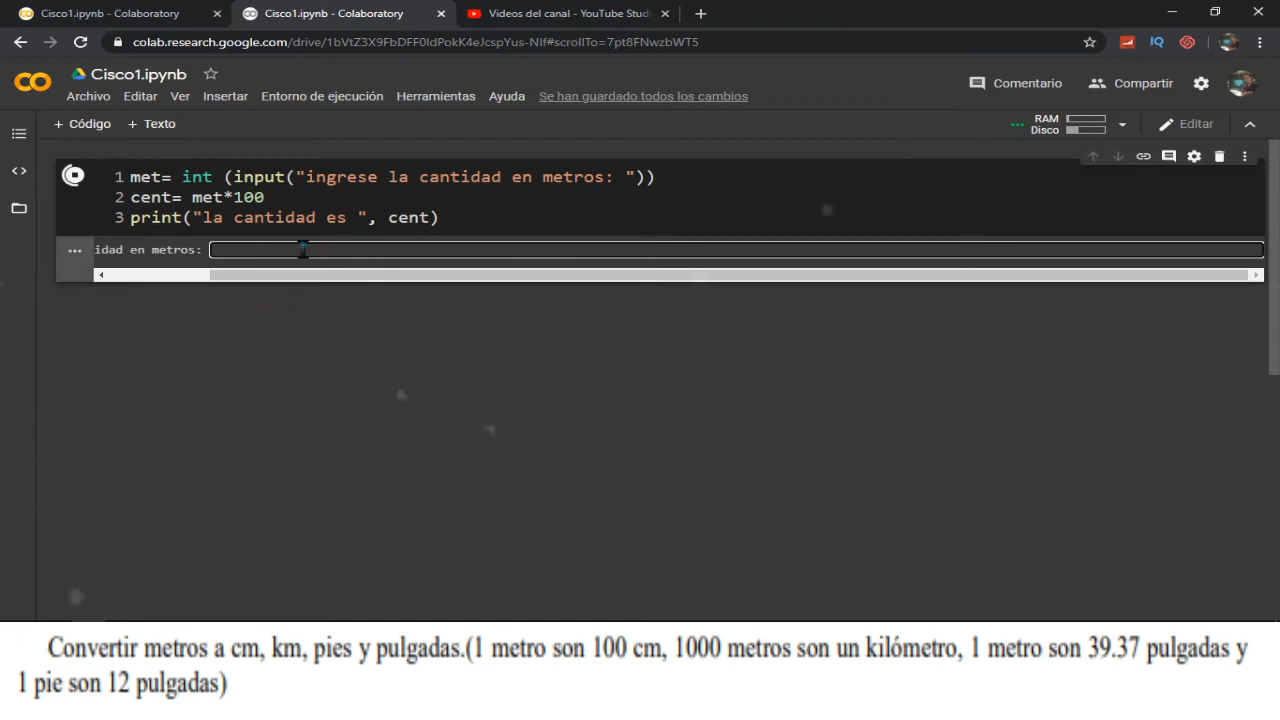 Cisco1.ipynb - Colaboratory
Cisco1.ipynb - Colaboratory
Videos del canal - YouTube Stud
colab.research.google.com/drive/1bVtZ3X9FbDFF0IdPokK4eJcspYus-NIf#scrollTo=7pt8FNwzbWT5
Cisco1.ipynb
Comentario
Compartir
Archivo Editar Ver Insertar Entorno de ejecución Herramientas Ayuda Se han guardado todos los cambios
+ Código + Texto
RAM
Disco
Editar
1 met= int (input("ingrese la cantidad en metros: "))
2 cent= met*100
3 print("la cantidad es ", cent)
idad en metros:
Convertir metros a cm, km, pies y pulgadas.(1 metro son 100 cm, 1000 metros son un kilómetro, 1 metro son 39.37 pulgadas y
1 pie son 12 pulgadas)